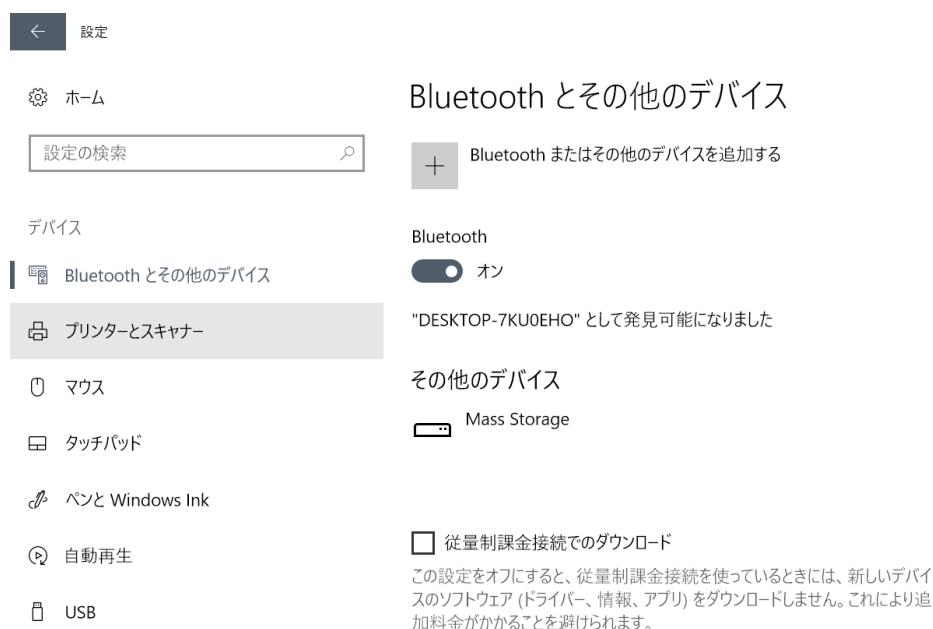 設定
ホーム
設定の検索
デバイス
Bluetooth とその他のデバイス
プリンターとスキャナー
マウス
タッチパッド
ペンと Windows Ink
自動再生
USB
Bluetooth とその他のデバイス
Bluetooth またはその他のデバイスを追加する
Bluetooth
オン
"DESKTOP-7KU0EHO" として発見可能になりました
その他のデバイス
Mass Storage
従量制課金接続でのダウンロード
この設定をオフにすると、従量制課金接続を使っているときには、新しいデバイ
スのソフトウェア (ドライバー、情報、アプリ) をダウンロードしません。これにより追
加料金がかかることを避けられます。